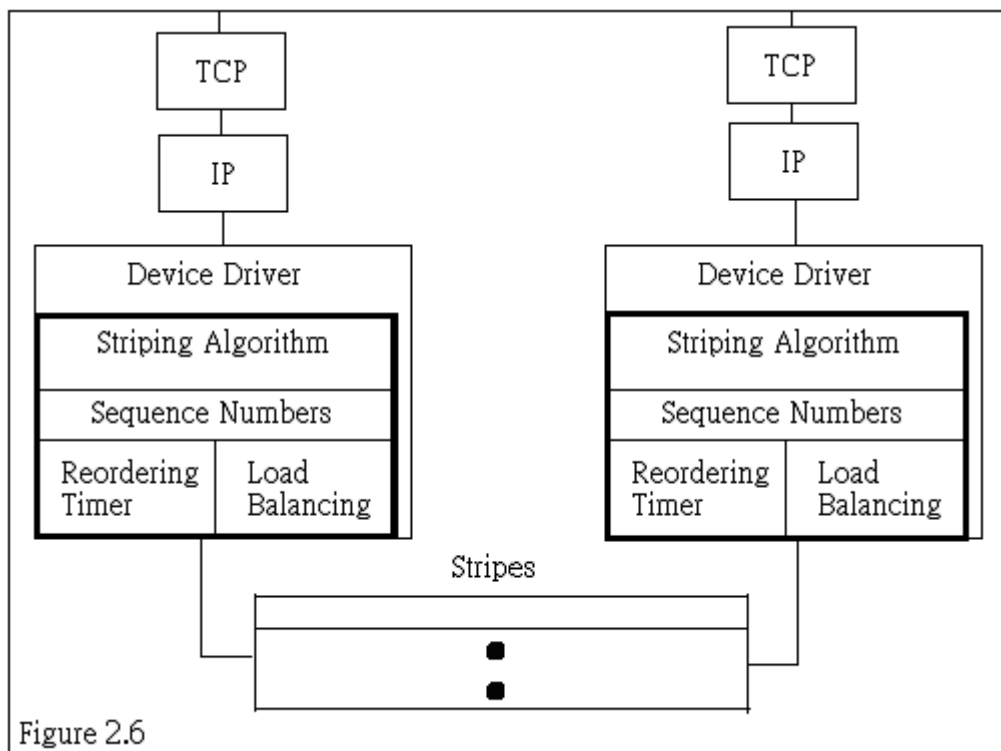 TCP
IP
Device Driver
Striping Algorithm
Sequence Numbers
Reordering
Timer
Load
Balancing
TCP
IP
Device Driver
Striping Algorithm
Sequence Numbers
Reordering
Timer
Load
Balancing
Stripes
Figure 2.6